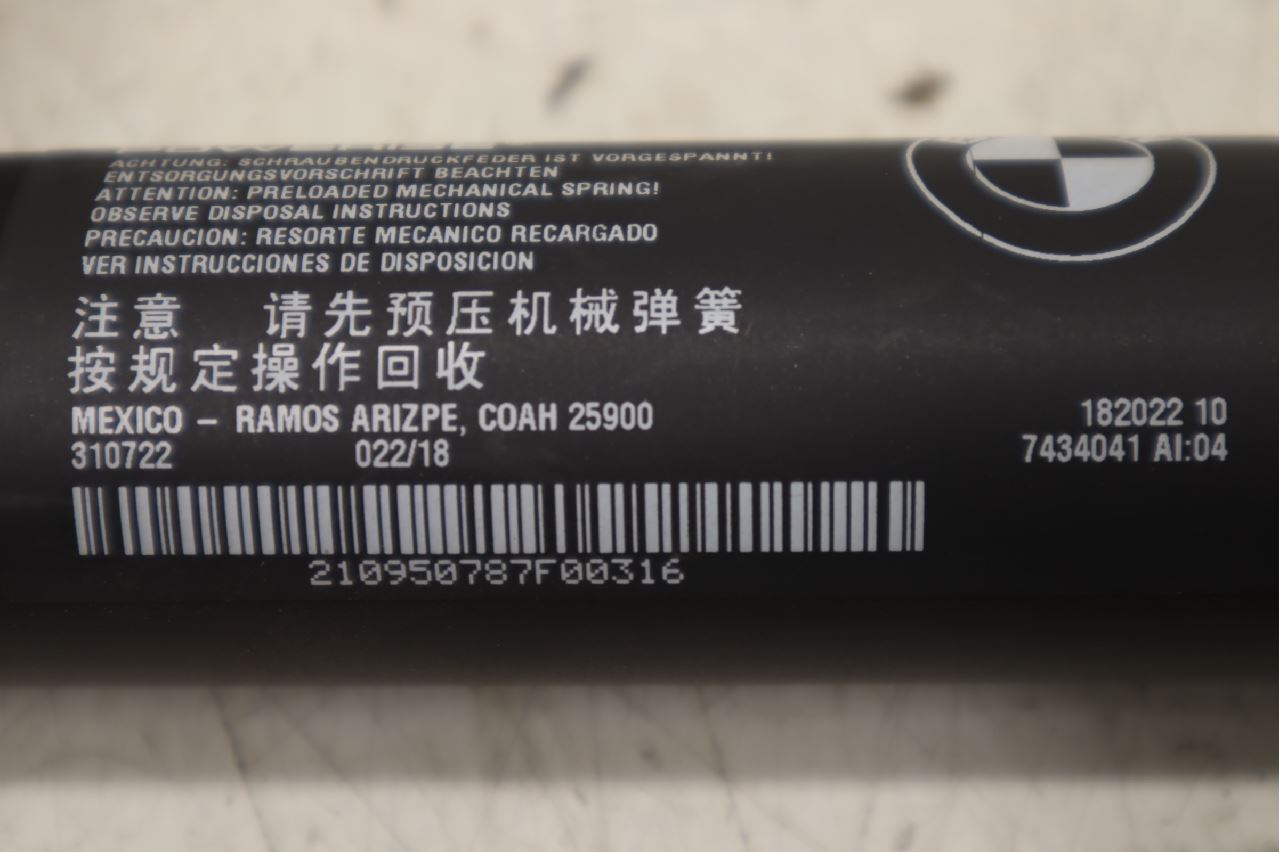 ACHTUNG: SCHRAUBENDRUCKFEDER IST VORGESPANNT!
ENTSORGUNGSVORSCHRIFT BEACHTEN
ATTENTION: PRELOADED MECHANICAL SPRING!
OBSERVE DISPOSAL INSTRUCTIONS
PRECAUCION: RESORTE MECANICO RECARGADO
VER INSTRUCCIONES DE DISPOSICION
注意 请先预压机械弹簧
按规定操作回收
MEXICO – RAMOS ARIZPE, COAH 25900
310722 022/18
182022 10
7434041 AI:04
210950787F00316